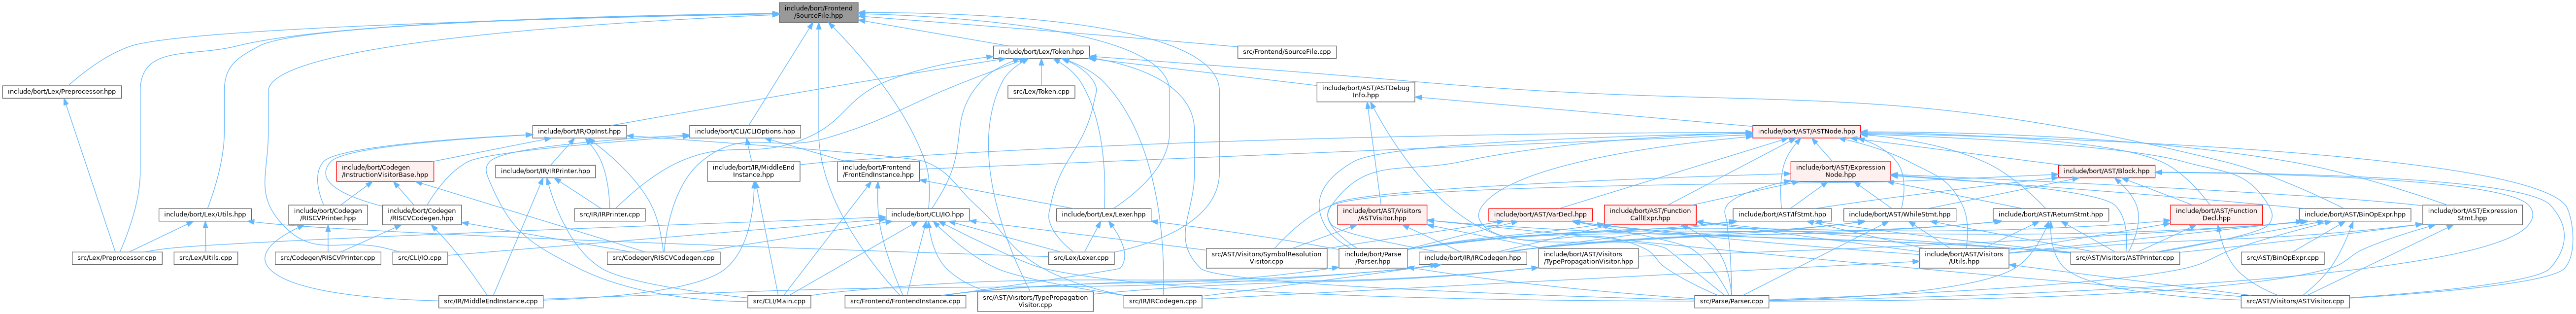 include/bort/Frontend
/SourceFile.hpp
include/bort/Lex/Token.hpp
src/Frontend/SourceFile.cpp
include/bort/Lex/Preprocessor.hpp
src/Lex/Token.cpp
include/bort/AST/ASTDebug
Info.hpp
include/bort/IR/OpInst.hpp
include/bort/CLI/CLIOptions.hpp
include/bort/AST/ASTNode.hpp
include/bort/Codegen
/InstructionVisitorBase.hpp
include/bort/IR/IRPrinter.hpp
include/bort/IR/MiddleEnd
Instance.hpp
include/bort/Frontend
/FrontEndInstance.hpp
include/bort/AST/Expression
Node.hpp
include/bort/AST/Block.hpp
include/bort/Lex/Utils.hpp
include/bort/Codegen
/RISCVPrinter.hpp
include/bort/Codegen
/RISCVCodegen.hpp
src/IR/IRPrinter.cpp
include/bort/CLI/IO.hpp
include/bort/Lex/Lexer.hpp
include/bort/AST/Visitors
/ASTVisitor.hpp
include/bort/AST/VarDecl.hpp
include/bort/AST/Function
CallExpr.hpp
include/bort/AST/IfStmt.hpp
include/bort/AST/WhileStmt.hpp
include/bort/AST/ReturnStmt.hpp
include/bort/AST/Function
Decl.hpp
include/bort/AST/BinOpExpr.hpp
include/bort/AST/Expression
Stmt.hpp
src/Lex/Preprocessor.cpp
src/Lex/Utils.cpp
src/Codegen/RISCVPrinter.cpp
src/CLI/IO.cpp
src/Codegen/RISCVCodegen.cpp
src/Lex/Lexer.cpp
src/AST/Visitors/SymbolResolution
Visitor.cpp
include/bort/Parse
/Parser.hpp
include/bort/IR/IRCodegen.hpp
include/bort/AST/Visitors
/TypePropagationVisitor.hpp
include/bort/AST/Visitors
/Utils.hpp
src/AST/Visitors/ASTPrinter.cpp
src/AST/BinOpExpr.cpp
src/IR/MiddleEndInstance.cpp
src/CLI/Main.cpp
src/Frontend/FrontendInstance.cpp
src/AST/Visitors/TypePropagation
Visitor.cpp
src/IR/IRCodegen.cpp
src/Parse/Parser.cpp
src/AST/Visitors/ASTVisitor.cpp